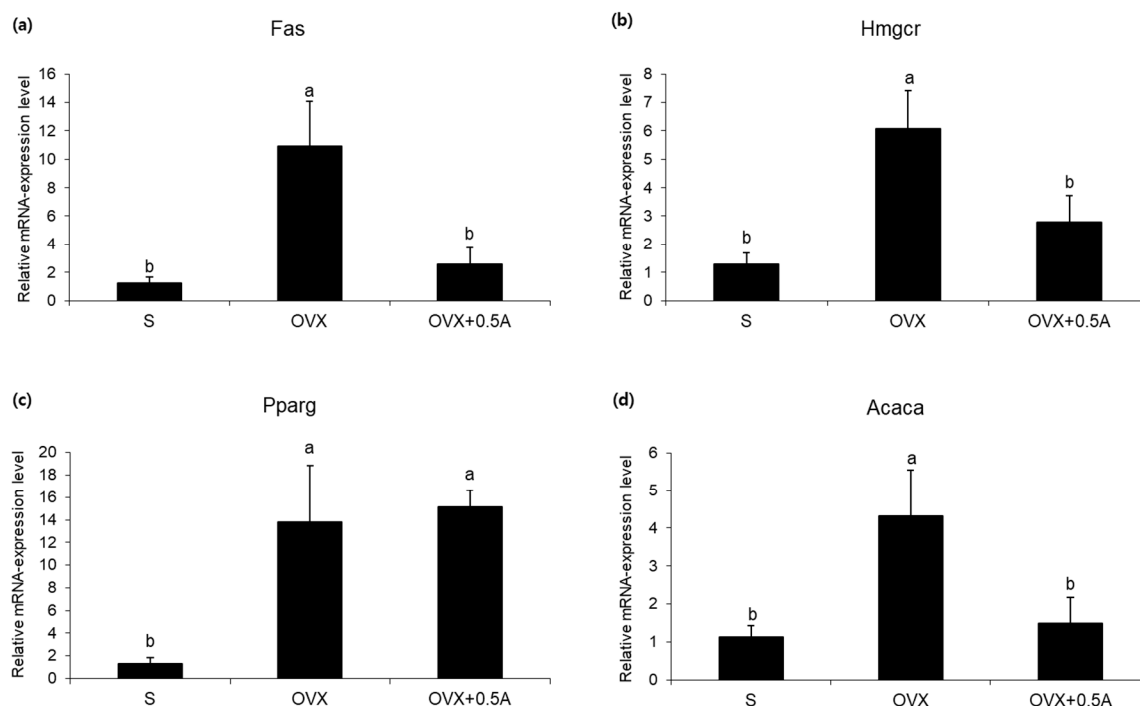 (a)
Fas
Relative mRNA-expression level
16
14
12
10
8
6
4
2
0
b
a
b
S OVX OVX+0.5A
(b)
Hmgcr
Relative mRNA-expression level
8
7
6
5
4
3
2
1
0
b
a
b
S OVX OVX+0.5A
(c)
Pparg
Relative mRNA-expression level
20
18
16
14
12
10
8
6
4
2
0
b
a
a
S OVX OVX+0.5A
(d)
Acaca
Relative mRNA-expression level
6
5
4
3
2
1
0
b
a
b
S OVX OVX+0.5A